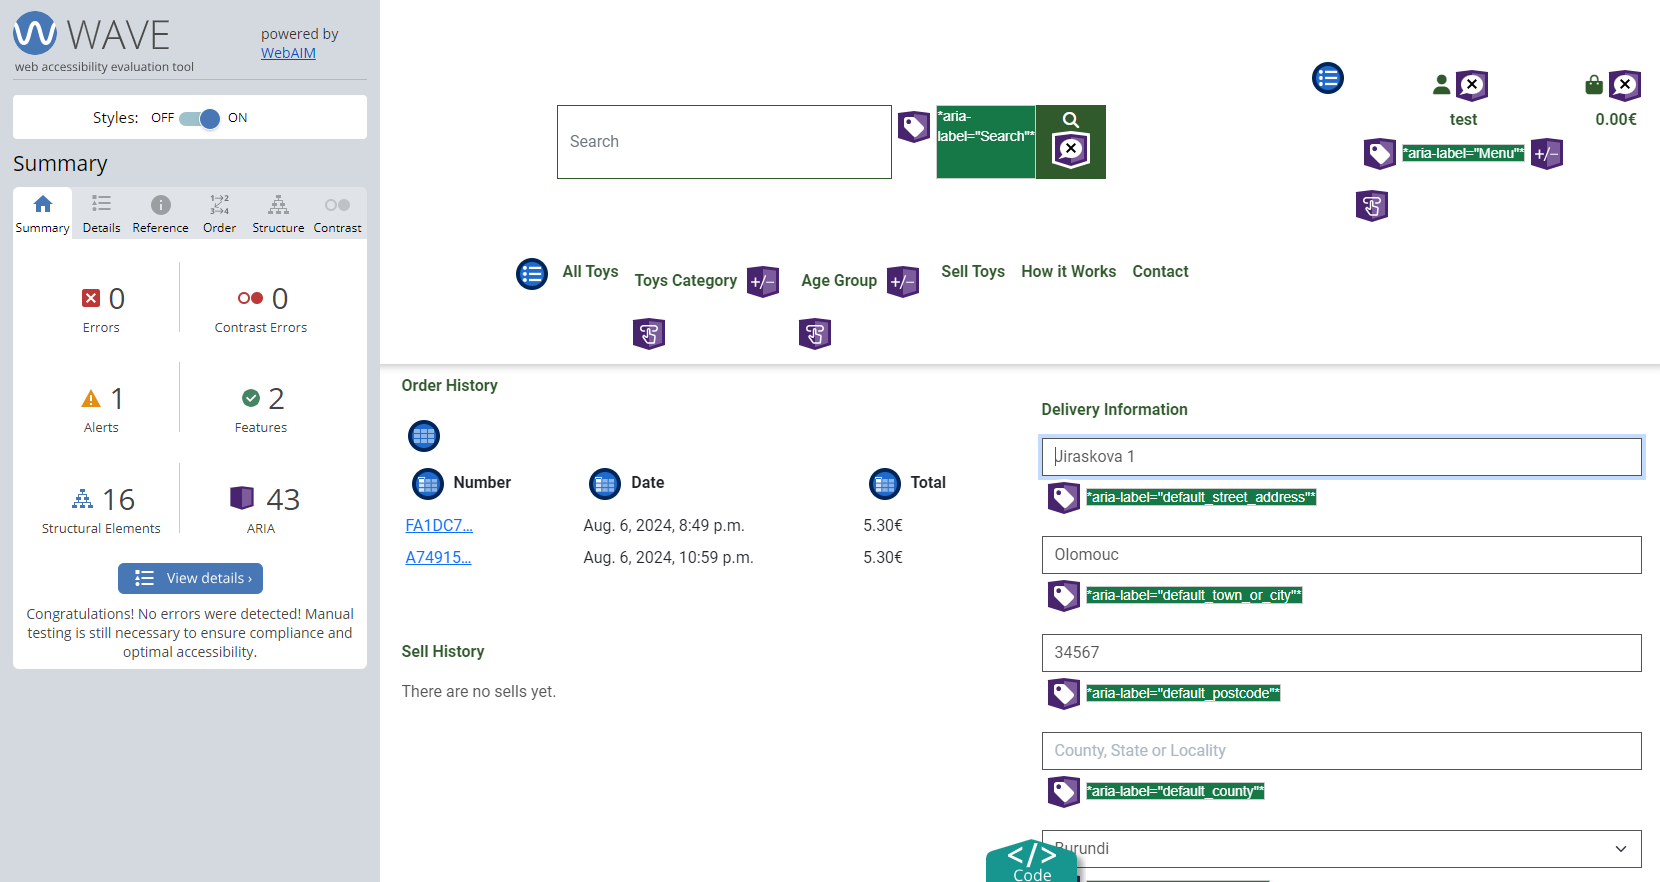 WAVE
powered by
WebAIM
web accessibility evaluation tool
Styles: OFF ON
Summary
Summary Details Reference Order Structure Contrast
0 Errors
0 Contrast Errors
1 Alerts
2 Features
16 Structural Elements
43 ARIA
View details ›
Congratulations! No errors were detected! Manual
testing is still necessary to ensure compliance and
optimal accessibility.
Search
*aria-
label="Search"*
test
0.00€
*aria-label="Menu"*
+/-
All Toys
Toys Category +/-
Age Group +/-
Sell Toys
How it Works
Contact
Order History
Number Date Total
FA1DC7... Aug. 6, 2024, 8:49 p.m. 5.30€
A74915... Aug. 6, 2024, 10:59 p.m. 5.30€
Sell History
There are no sells yet.
Delivery Information
Jiraskova 1
*aria-label="default_street_address"*
Olomouc
*aria-label="default_town_or_city"*
34567
*aria-label="default_postcode"*
County, State or Locality
*aria-label="default_county"*
Burundi
</>
Code